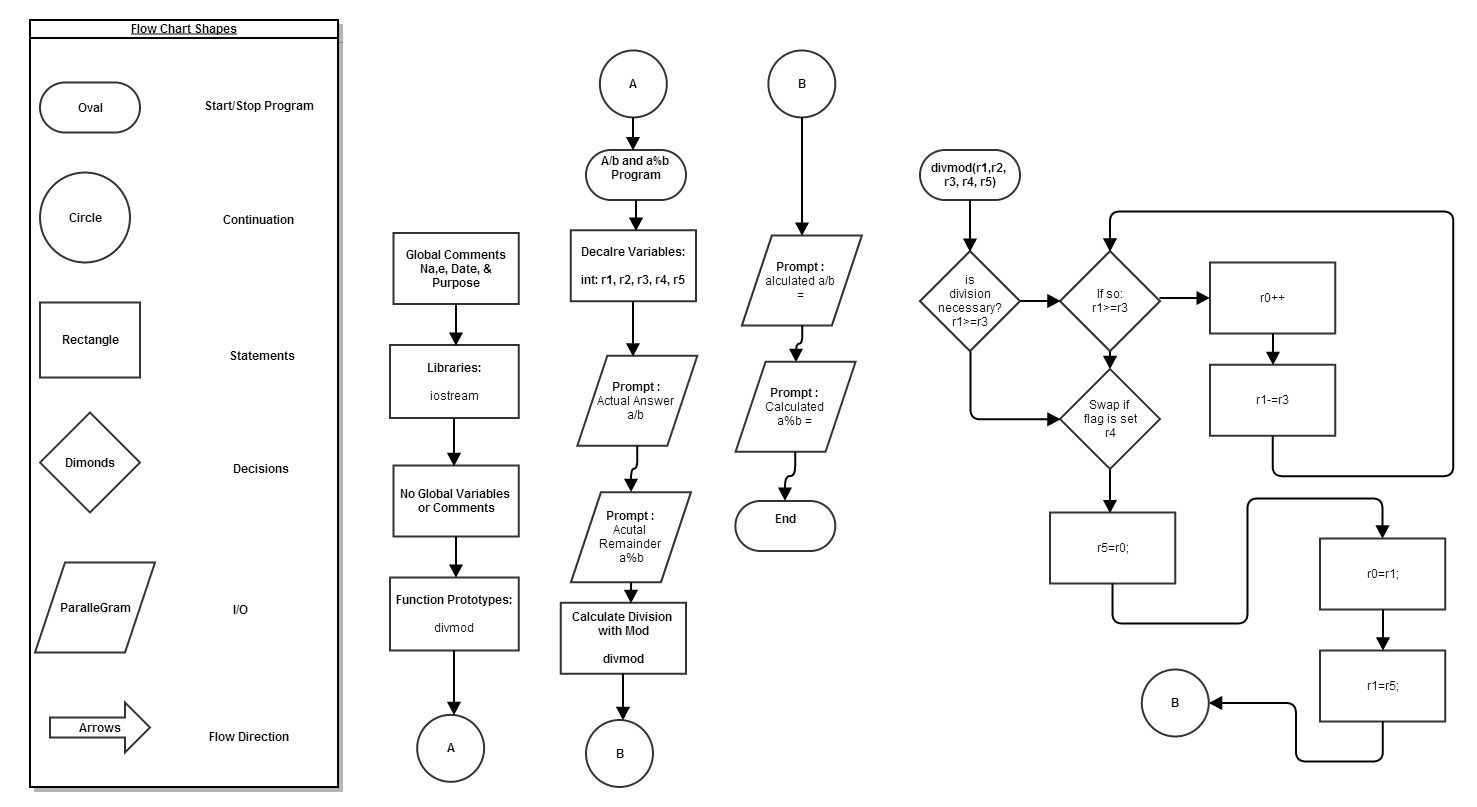 Flow Chart Shapes
Oval
Start/Stop Program
Circle
Continuation
Rectangle
Statements
Dimonds
Decisions
ParalleGram
I/O
Arrows
Flow Direction
Global Comments
Na,e, Date, &
Purpose
Libraries:
iostream
No Global Variables
or Comments
Function Prototypes:
divmod
A
A
A/b and a%b
Program
Decalre Variables:
int: r1, r2, r3, r4, r5
Prompt :
Actual Answer
a/b
Prompt :
Acutal
Remainder
a%b
Calculate Division
with Mod
divmod
B
B
Prompt :
alculated a/b
=
Prompt :
Calculated
a%b =
End
divmod(r1,r2,
r3, r4, r5)
is
division
necessary?
r1>=r3
If so:
r1>=r3
r0++
r1-=r3
Swap if
flag is set
r4
r5=r0;
r0=r1;
r1=r5;
B